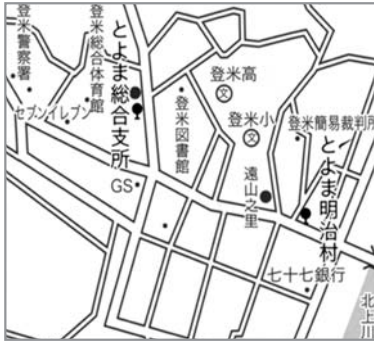 登米警察署
登米総合体育館
セブンイレブン
とよま総合支所
登米図書館
登米高
文
登米小
文
登米簡易裁判所
遠山之里
とよま明治村
GS
七十七銀行
北上川